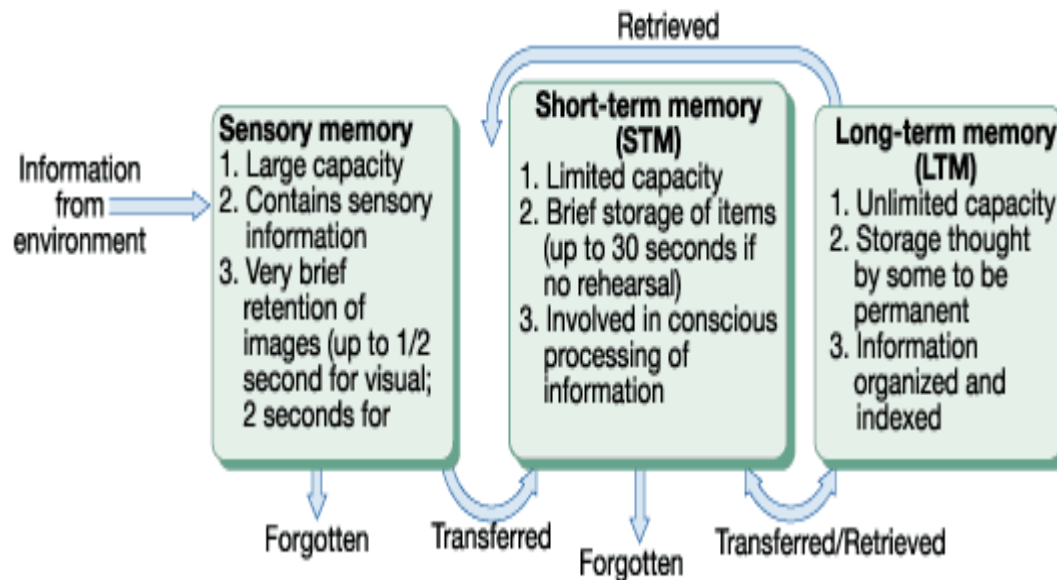 Retrieved
Information
from
environment
Sensory memory
1. Large capacity
2. Contains sensory
information
3. Very brief
retention of
images (up to 1/2
second for visual;
2 seconds for
Short-term memory
(STM)
1. Limited capacity
2. Brief storage of items
(up to 30 seconds if
no rehearsal)
3. Involved in conscious
processing of
information
Long-term memory
(LTM)
1. Unlimited capacity
2. Storage thought
by some to be
permanent
3. Information
organized and
indexed
Forgotten
Transferred
Forgotten
Transferred/Retrieved